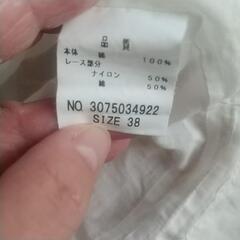 品質
本体 綿 100%
レース部分
ナイロン 50%
綿 50%
NO 3075034922
SIZE 38